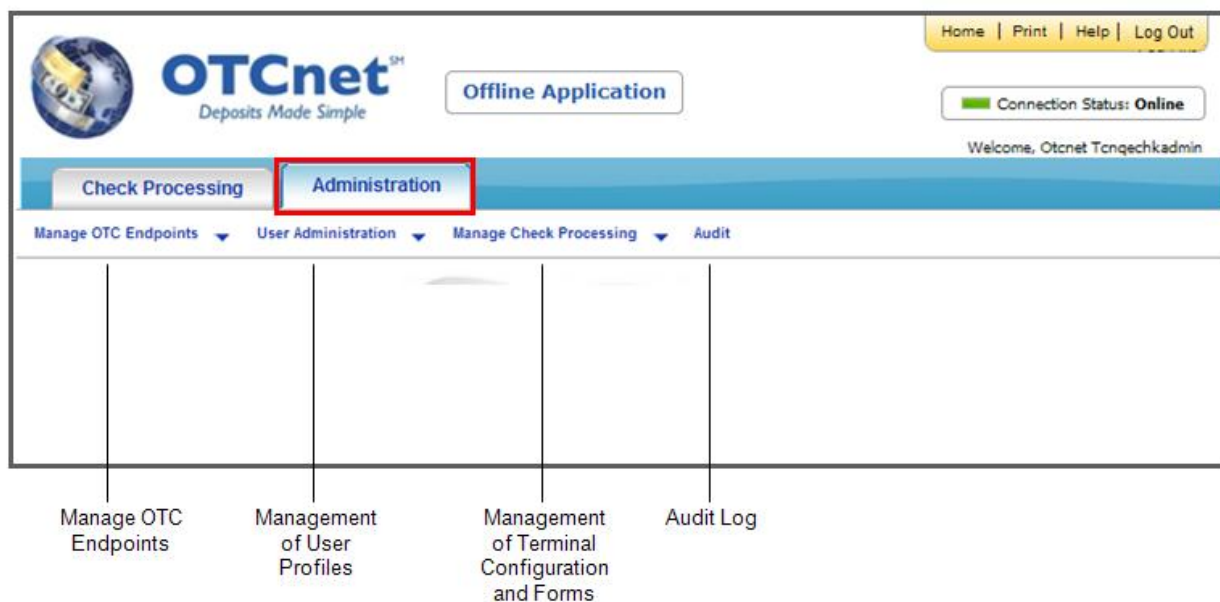 Home | Print | Help | Log Out
OTCnet SM
Deposits Made Simple
Offline Application
Connection Status: Online
Welcome, Otcnet Tcnqechkadmin
Check Processing
Administration
Manage OTC Endpoints
User Administration
Manage Check Processing
Audit
Manage OTC
Endpoints
Management
of User
Profiles
Management
of Terminal
Configuration
and Forms
Audit Log